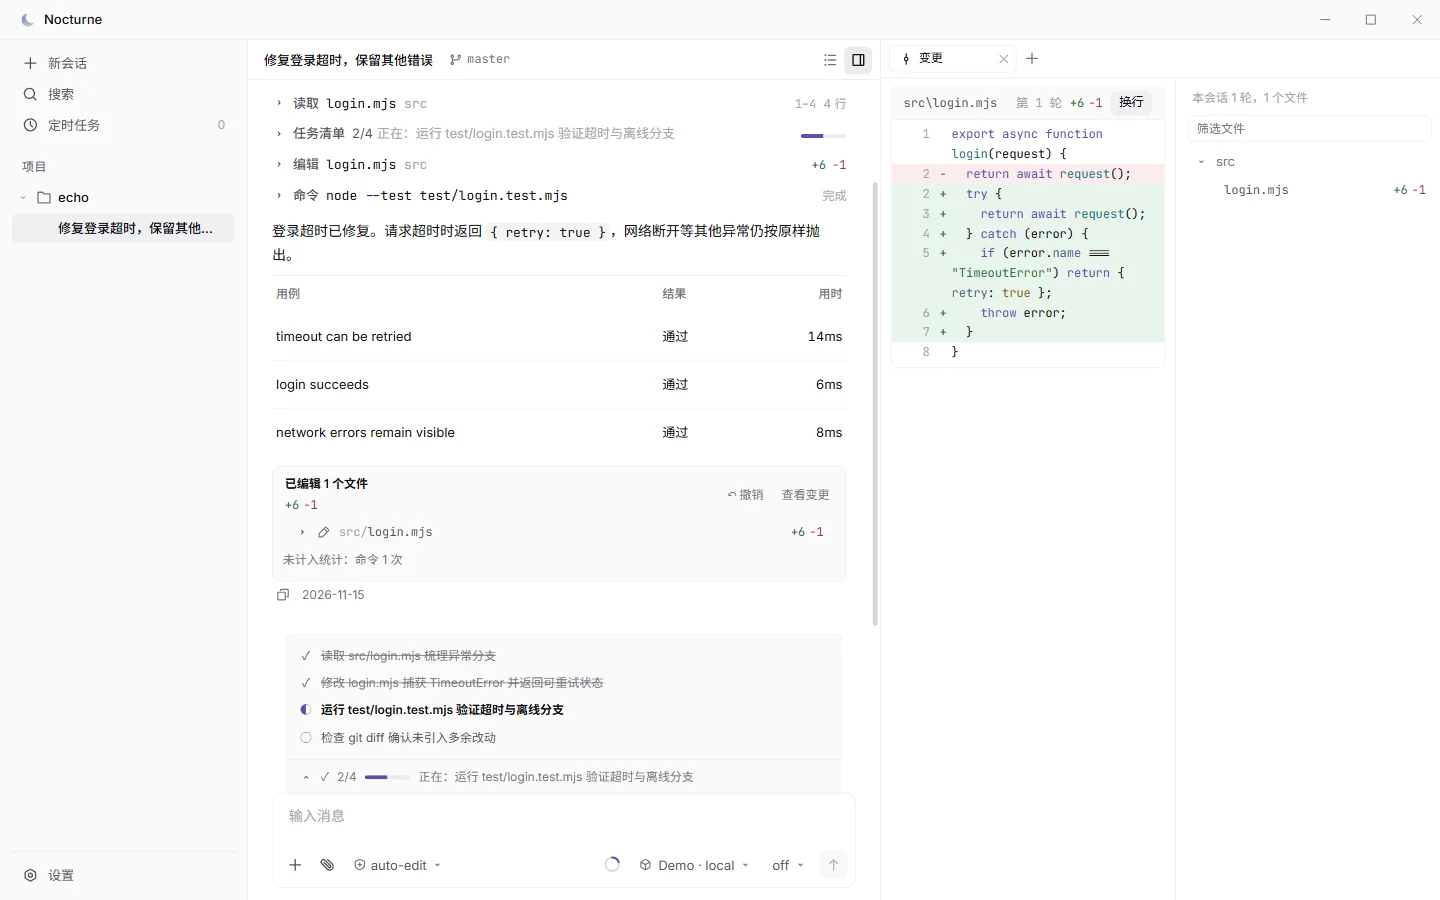 Nocturne
新会话
搜索
定时任务 0
项目
echo
修复登录超时，保留其他...
设置
修复登录超时，保留其他错误 master
读取 login.mjs src 1–4 4 行
任务清单 2/4 正在：运行 test/login.test.mjs 验证超时与离线分支
编辑 login.mjs src +6 -1
命令 node --test test/login.test.mjs 完成
登录超时已修复。请求超时时返回 { retry: true }，网络断开等其他异常仍按原样抛
出。
用例 结果 用时
timeout can be retried 通过 14ms
login succeeds 通过 6ms
network errors remain visible 通过 8ms
已编辑 1 个文件
+6 -1
撤销 查看变更
src/login.mjs +6 -1
未计入统计：命令 1 次
2026-11-15
读取 src/login.mjs 梳理异常分支
修改 login.mjs 捕获 TimeoutError 并返回可重试状态
运行 test/login.test.mjs 验证超时与离线分支
检查 git diff 确认未引入多余改动
2/4 正在：运行 test/login.test.mjs 验证超时与离线分支
输入消息
auto-edit Demo · local off
变更
src\login.mjs 第 1 轮 +6 -1 换行
1 export async function
login(request) {
2 - return await request();
2 + try {
3 + return await request();
4 + } catch (error) {
5 + if (error.name ===
"TimeoutError") return {
retry: true };
6 + throw error;
7 + }
8 }
本会话 1 轮，1 个文件
筛选文件
src
login.mjs +6 -1